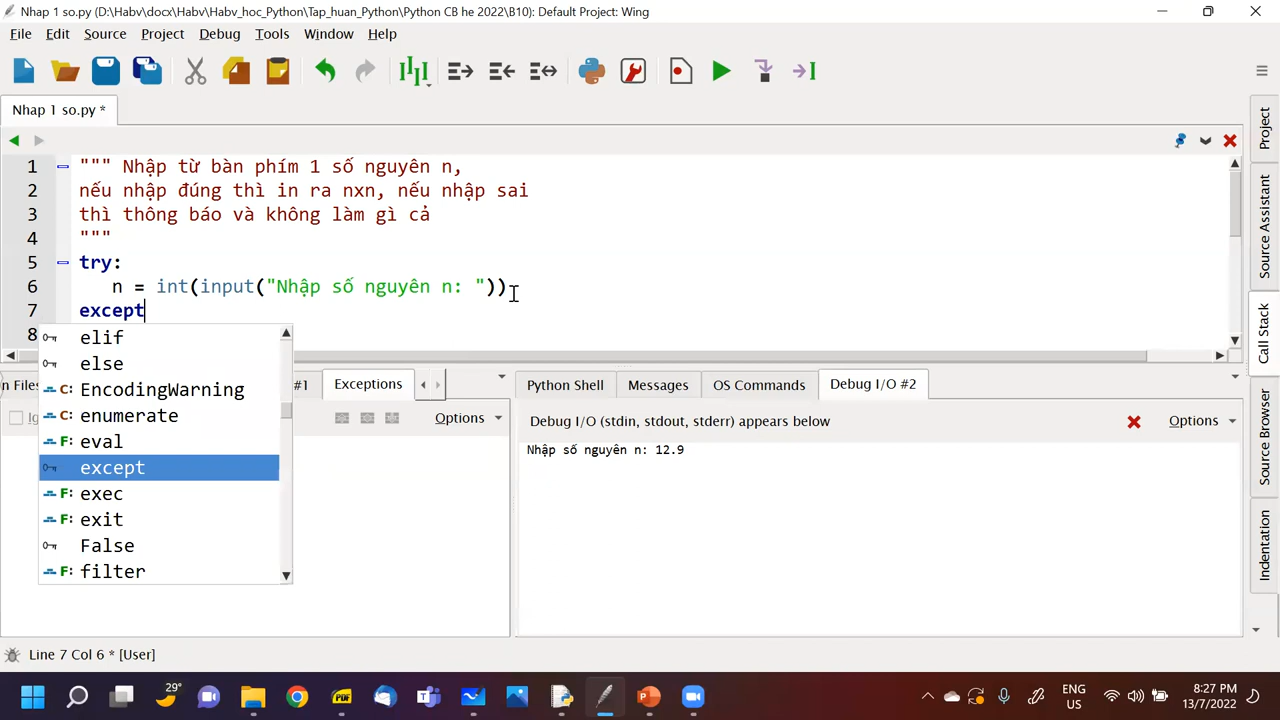 Nhap 1 so.py (D:\Habv\docx\Habv\Habv_hoc_Python\Tap_huan_Python\Python CB he 2022\B10): Default Project: Wing
File Edit Source Project Debug Tools Window Help
Nhap 1 so.py *
1 """ Nhập từ bàn phím 1 số nguyên n,
2 nếu nhập đúng thì in ra nxn, nếu nhập sai
3 thì thông báo và không làm gì cả
4 """
5 try:
6 n = int(input("Nhập số nguyên n: "))
7 except
8
elif
else
C: EncodingWarning
C: enumerate
F: eval
except
F: exec
F: exit
False
F: filter
n Files #1 Exceptions
Ig Options
Python Shell Messages OS Commands Debug I/O #2
Debug I/O (stdin, stdout, stderr) appears below Options
Nhập số nguyên n: 12.9
Project
Source Assistant
Call Stack
Source Browser
Indentation
Line 7 Col 6 * [User]
29°
PDF
ENG
US
8:27 PM
13/7/2022